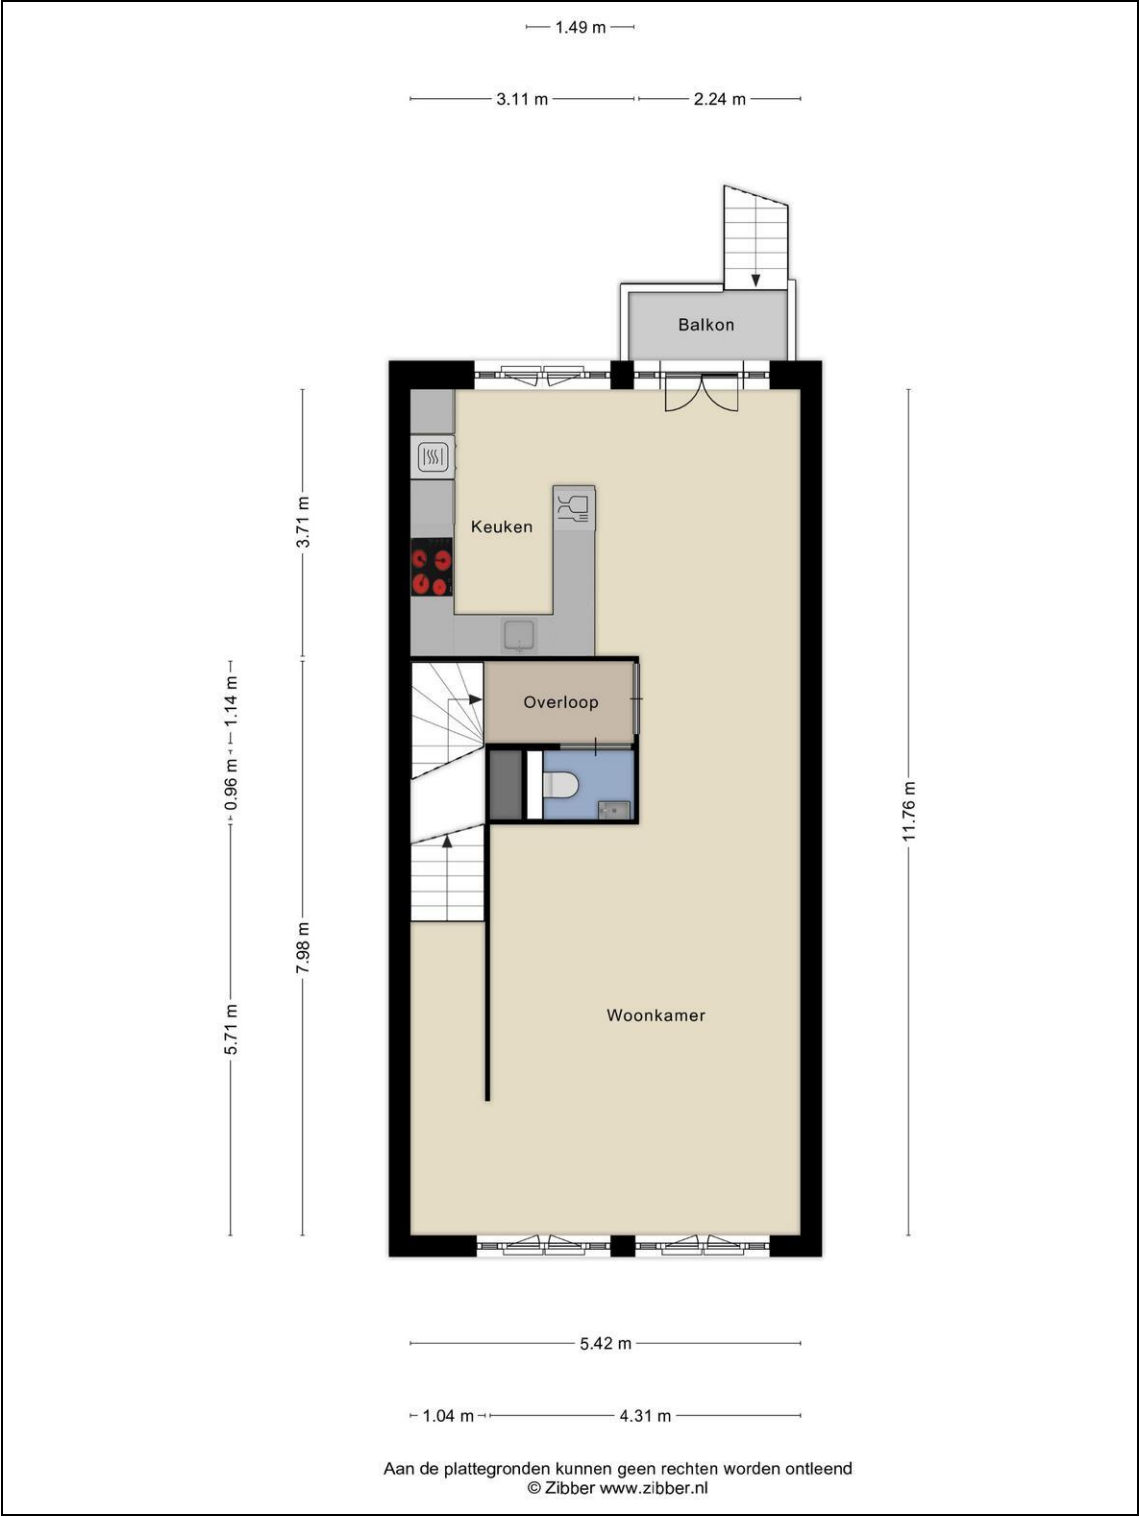 1.49 m
3.11 m
2.24 m
Balkon
3.71 m
Keuken
1.14 m
Overloop
0.96 m
11.76 m
7.98 m
5.71 m
Woonkamer
5.42 m
1.04 m
4.31 m
Aan de plattegronden kunnen geen rechten worden ontleend
© Zibber www.zibber.nl